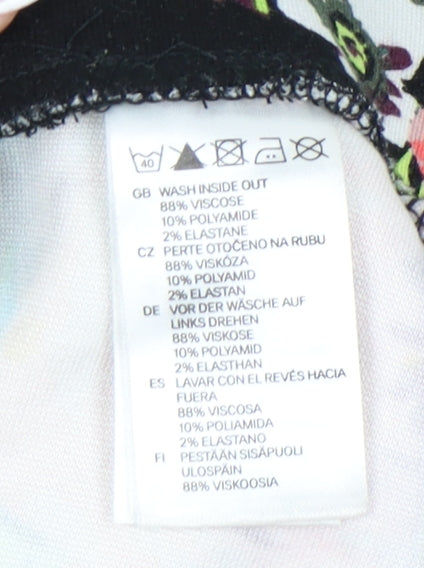 40
GB WASH INSIDE OUT
88% VISCOSE
10% POLYAMIDE
2% ELASTANE
CZ PERTE OTOČENO NA RUBU
88% VISKÓZA
10% POLYAMID
2% ELASTAN
DE VOR DER WÄSCHE AUF
LINKS DREHEN
88% VISKOSE
10% POLYAMID
2% ELASTHAN
ES LAVAR CON EL REVÉS HACIA
FUERA
88% VISCOSA
10% POLIAMIDA
2% ELASTANO
FI PESTÄÄN SISÄPUOLI
ULOSPÄIN
88% VISKOOSIA